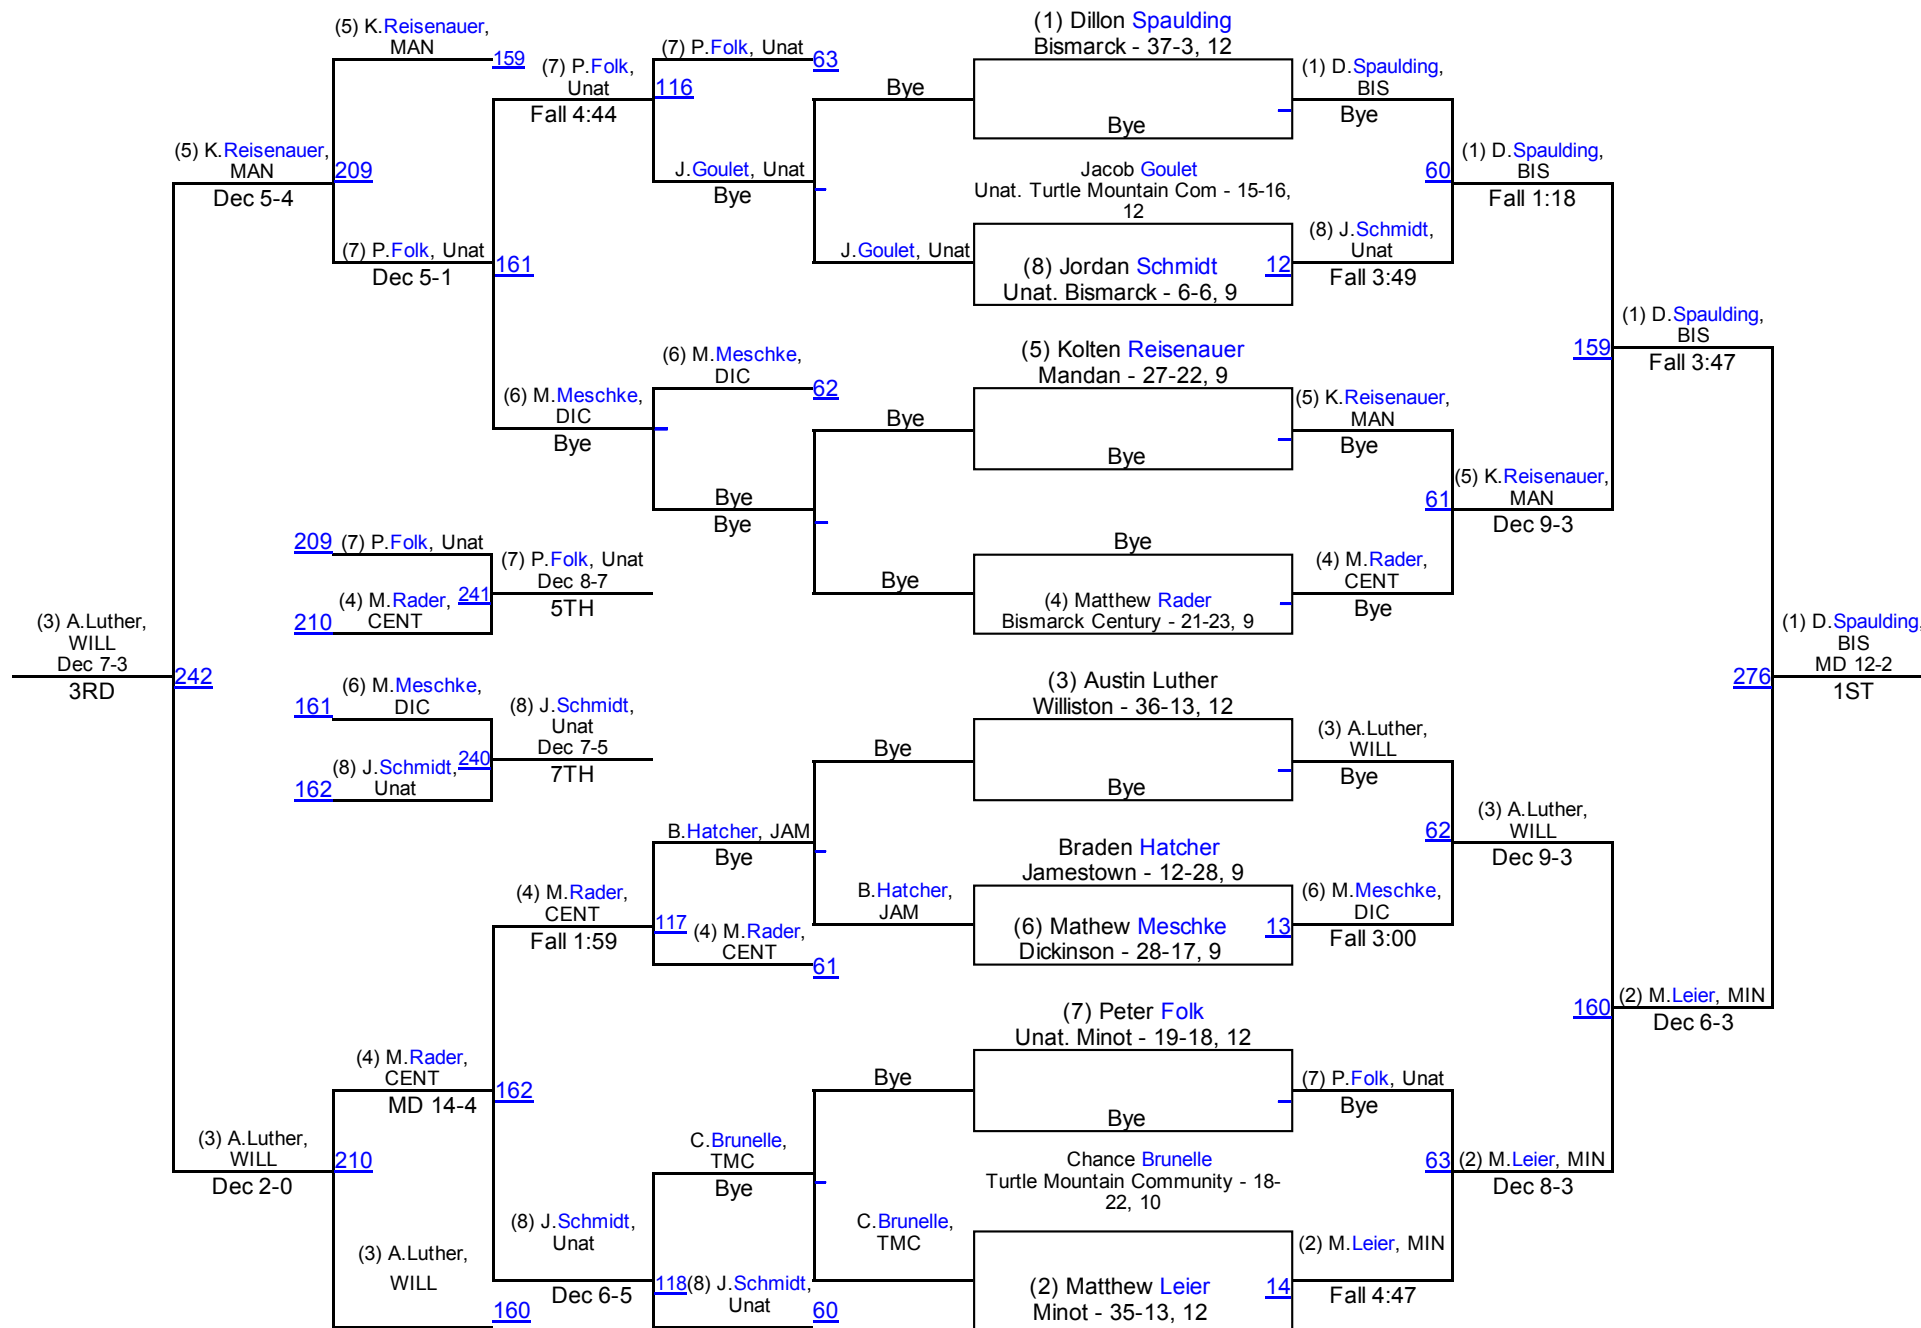 (5) K.Reisenauer,
MAN
159
(7) P.Folk,
Unat
Fall 4:44
(7) P.Folk, Unat
63
116
Bye
(1) Dillon Spaulding
Bismarck - 37-3, 12
Bye
(1) D.Spaulding,
BIS
Bye
(5) K.Reisenauer,
MAN
Dec 5-4
209
J.Goulet, Unat
Bye
Jacob Goulet
Unat. Turtle Mountain Com - 15-16,
12
60
(1) D.Spaulding,
BIS
Fall 1:18
(7) P.Folk, Unat
Dec 5-1
161
J.Goulet, Unat
(8) Jordan Schmidt
Unat. Bismarck - 6-6, 9
12
(8) J.Schmidt,
Unat
Fall 3:49
(1) D.Spaulding,
BIS
Fall 3:47
159
(6) M.Meschke,
DIC
62
(6) M.Meschke,
DIC
Bye
Bye
(5) Kolten Reisenauer
Mandan - 27-22, 9
Bye
(5) K.Reisenauer,
MAN
Bye
Bye
Bye
61
(5) K.Reisenauer,
MAN
Dec 9-3
209
(7) P.Folk, Unat
(7) P.Folk, Unat
Dec 8-7
5TH
(4) M.Rader,
CENT
241
210
Bye
Bye
(4) Matthew Rader
Bismarck Century - 21-23, 9
(4) M.Rader,
CENT
Bye
(3) A.Luther,
WILL
Dec 7-3
3RD
242
(1) D.Spaulding,
BIS
MD 12-2
1ST
276
(6) M.Meschke,
DIC
161
(8) J.Schmidt,
Unat
Dec 7-5
7TH
(8) J.Schmidt,
Unat
240
162
Bye
(3) Austin Luther
Williston - 36-13, 12
Bye
(3) A.Luther,
WILL
Bye
B.Hatcher, JAM
Bye
62
(3) A.Luther,
WILL
Dec 9-3
(4) M.Rader,
CENT
Fall 1:59
117
(4) M.Rader,
CENT
61
B.Hatcher,
JAM
Braden Hatcher
Jamestown - 12-28, 9
(6) Mathew Meschke
Dickinson - 28-17, 9
13
(6) M.Meschke,
DIC
Fall 3:00
160
(2) M.Leier, MIN
Dec 6-3
(4) M.Rader,
CENT
MD 14-4
162
Bye
(7) Peter Folk
Unat. Minot - 19-18, 12
Bye
(7) P.Folk, Unat
Bye
(3) A.Luther,
WILL
Dec 2-0
210
C.Brunelle,
TMC
Bye
Chance Brunelle
Turtle Mountain Community - 18-
22, 10
63
(2) M.Leier, MIN
Dec 8-3
(3) A.Luther,
WILL
160
(8) J.Schmidt,
Unat
Dec 6-5
118
(8) J.Schmidt,
Unat
60
C.Brunelle,
TMC
(2) Matthew Leier
Minot - 35-13, 12
14
(2) M.Leier, MIN
Fall 4:47